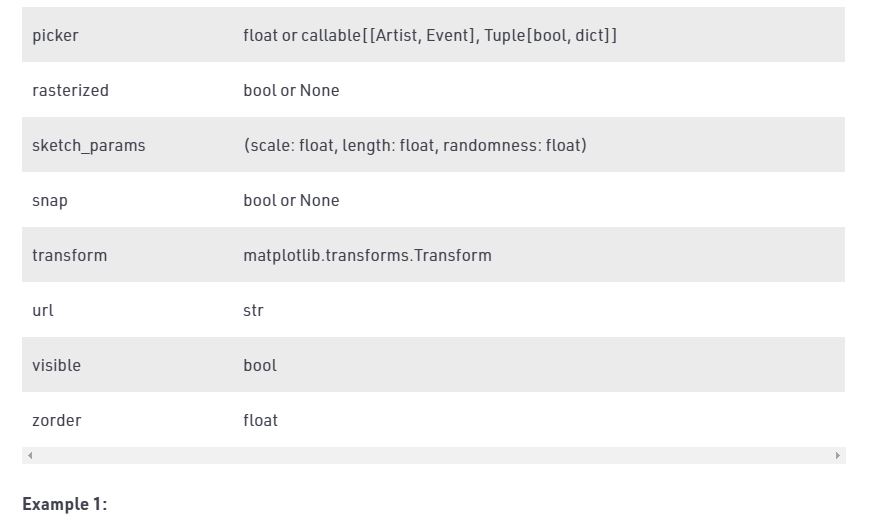 picker float or callable[[Artist, Event], Tuple[bool, dict]]
rasterized bool or None
sketch_params (scale: float, length: float, randomness: float)
snap bool or None
transform matplotlib.transforms.Transform
url str
visible bool
zorder float
Example 1: